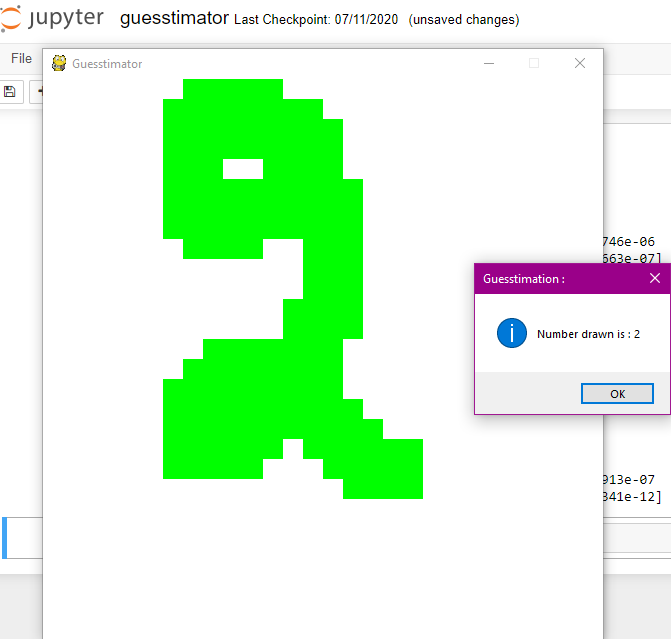 jupyter guesstimator Last Checkpoint: 07/11/2020 (unsaved changes)
File
Guesstimator
746e-06
663e-07]
Guesstimation :
Number drawn is : 2
OK
913e-07
341e-12]